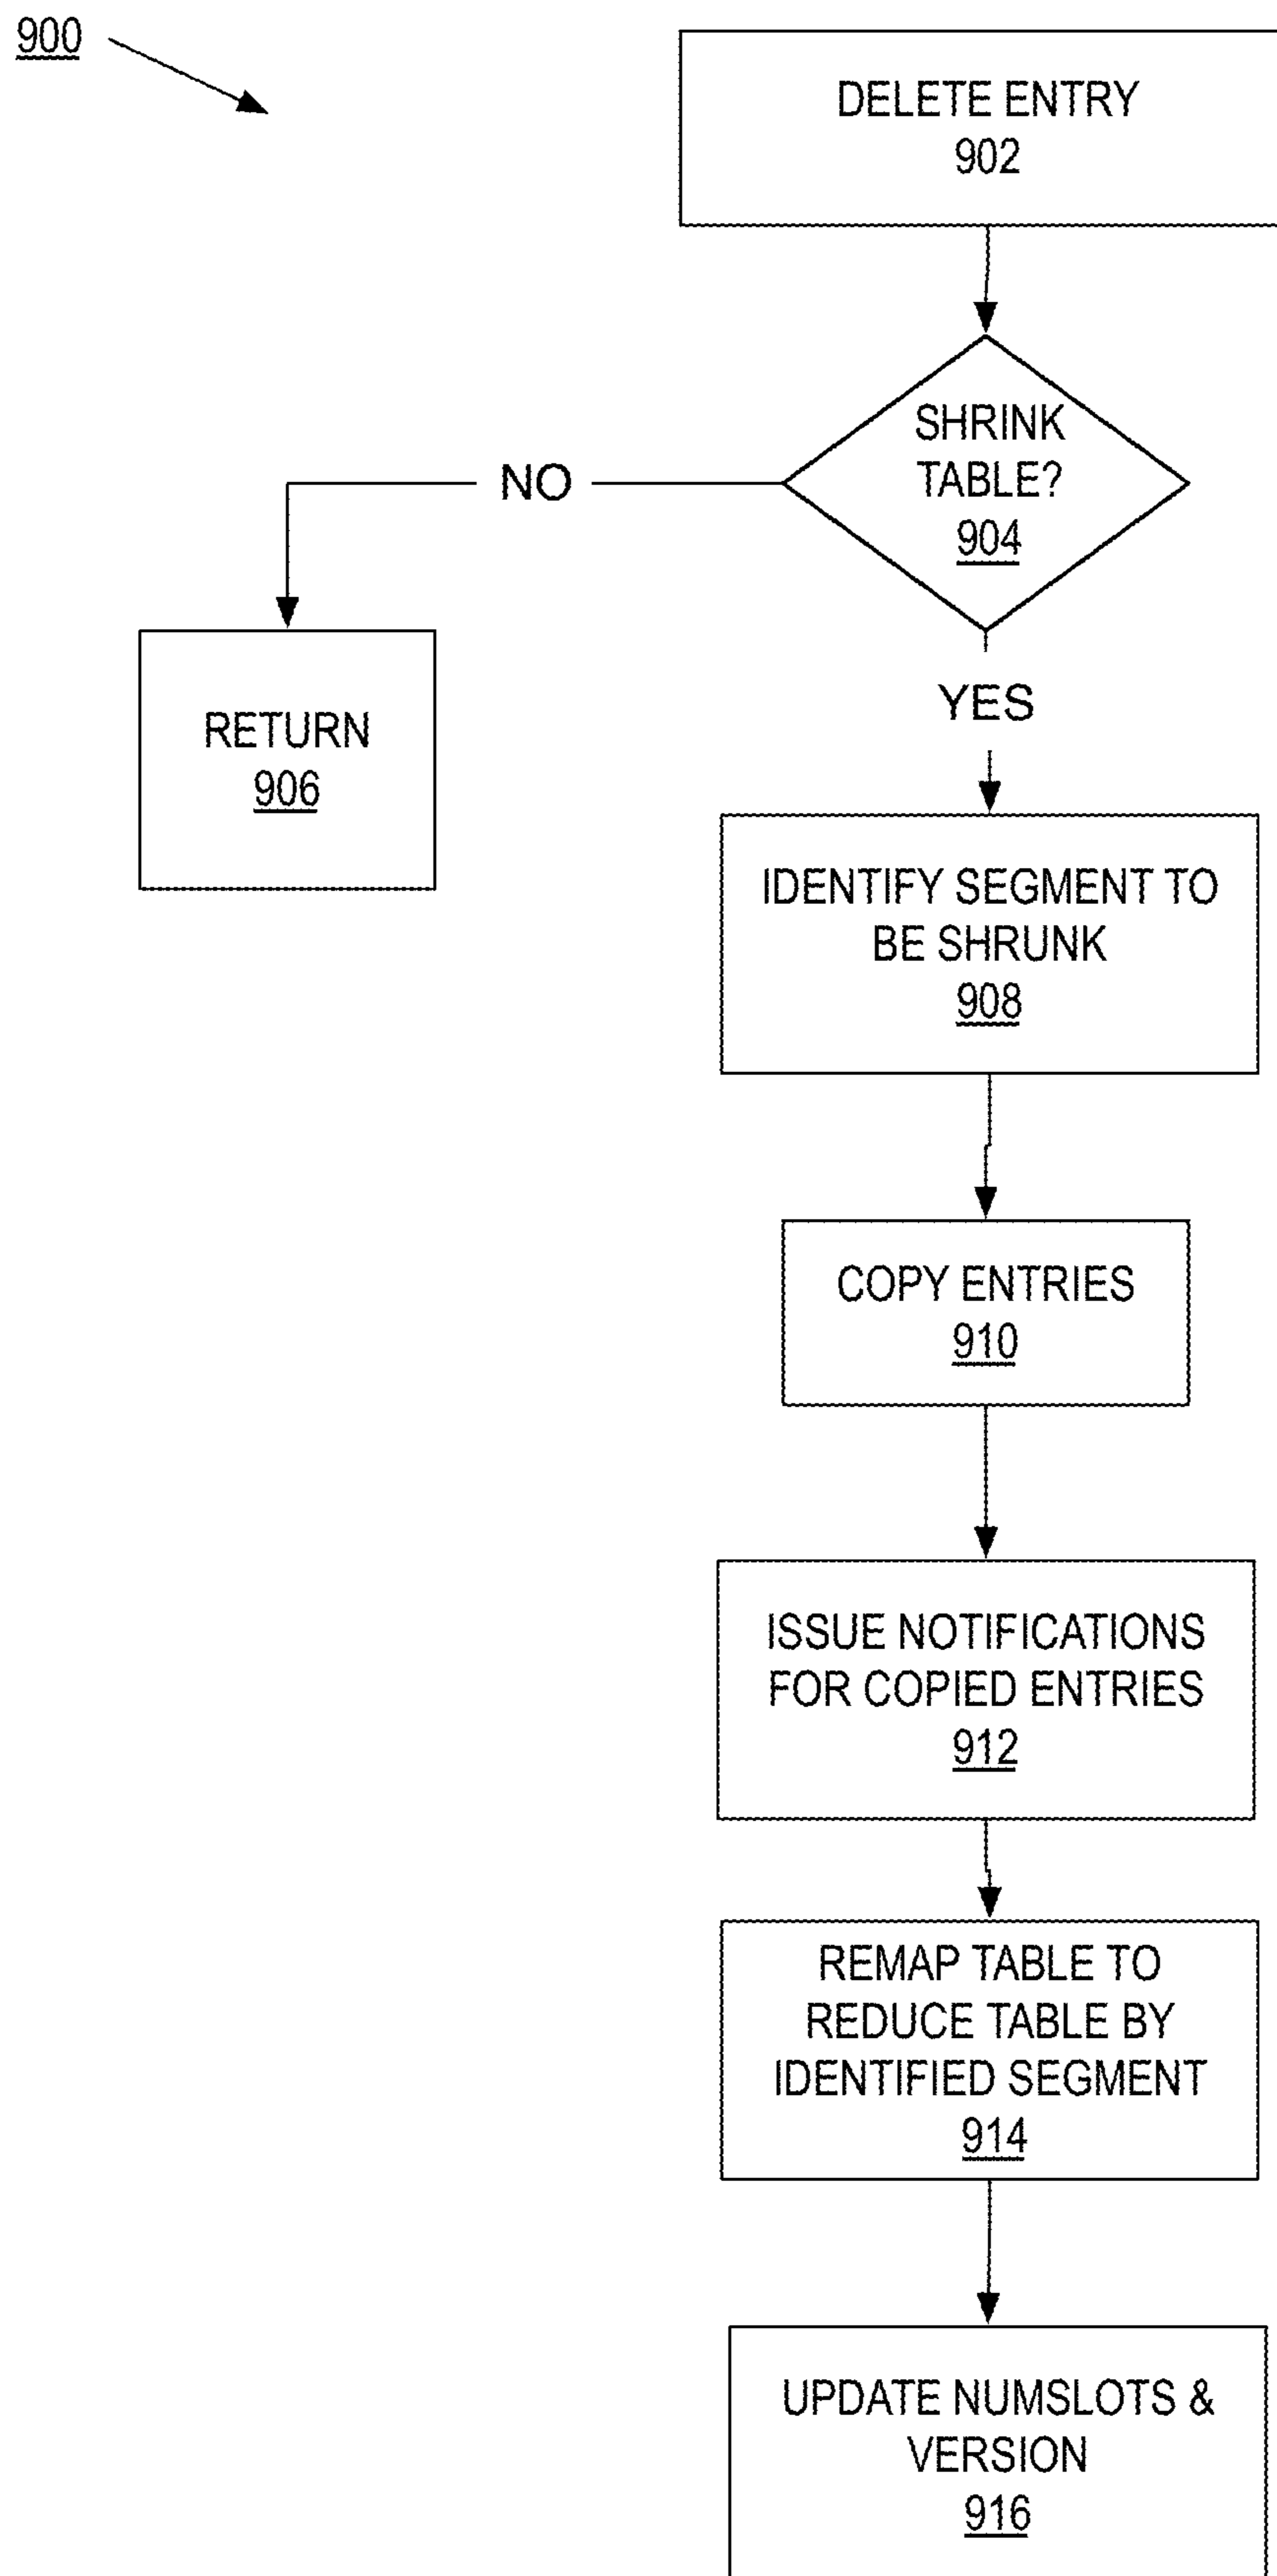 900
DELETE ENTRY
902
SHRINK
TABLE?
904
NO
YES
RETURN
906
IDENTIFY SEGMENT TO
BE SHRUNK
908
COPY ENTRIES
910
ISSUE NOTIFICATIONS
FOR COPIED ENTRIES
912
REMAP TABLE TO
REDUCE TABLE BY
IDENTIFIED SEGMENT
914
UPDATE NUMSLOTS &
VERSION
916